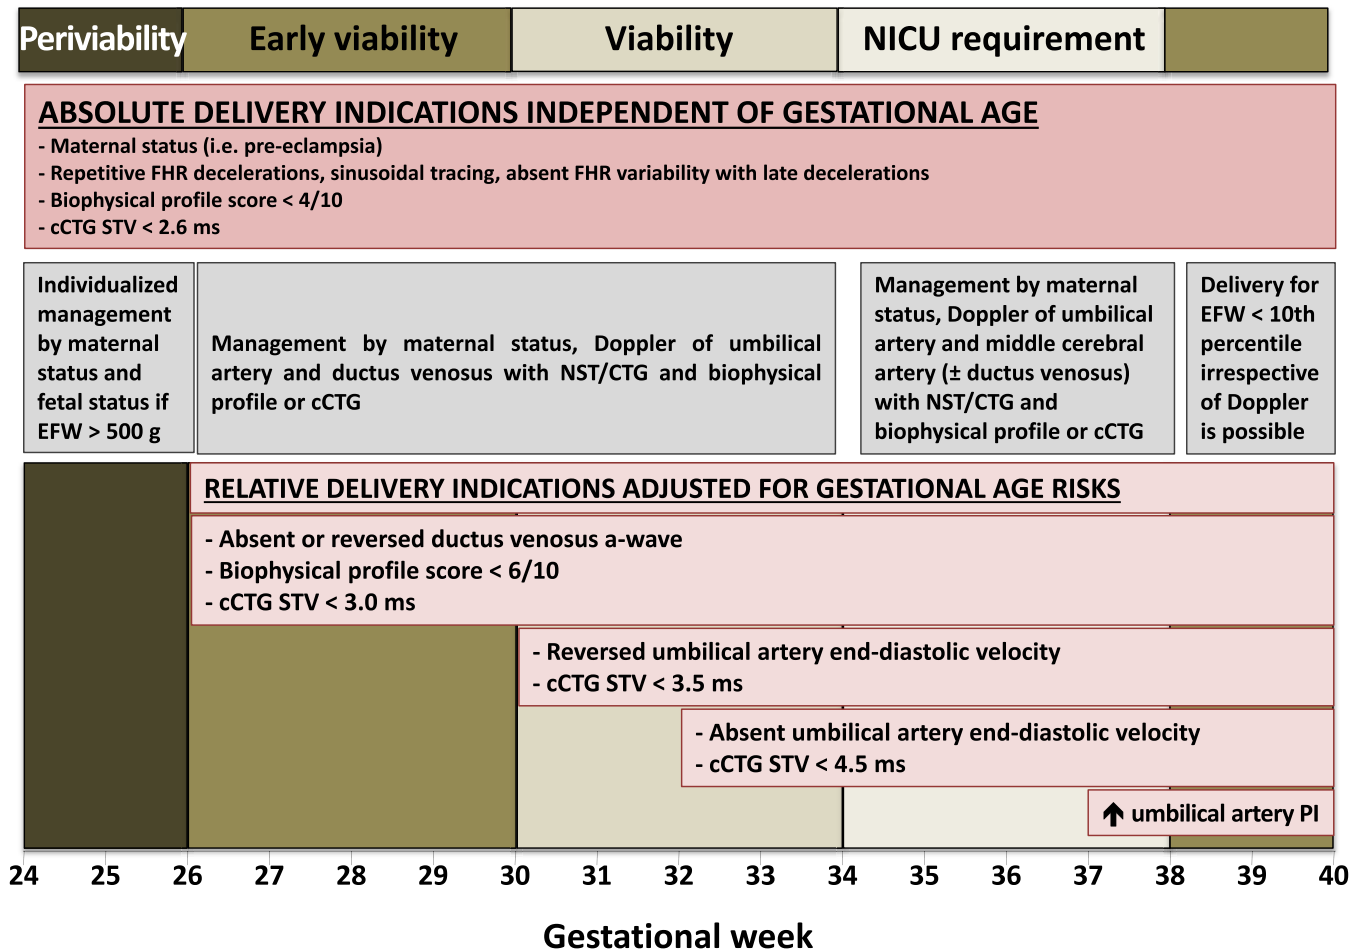 Periviability
Early viability
Viability
NICU requirement
ABSOLUTE DELIVERY INDICATIONS INDEPENDENT OF GESTATIONAL AGE
- Maternal status (i.e. pre-eclampsia)
- Repetitive FHR decelerations, sinusoidal tracing, absent FHR variability with late decelerations
- Biophysical profile score < 4/10
- cCTG STV < 2.6 ms
Individualized
management
by maternal
status and
fetal status if
EFW > 500 g
Management by maternal status, Doppler of umbilical
artery and ductus venosus with NST/CTG and biophysical
profile or cCTG
Management by maternal
status, Doppler of umbilical
artery and middle cerebral
artery (± ductus venosus)
with NST/CTG and
biophysical profile or cCTG
Delivery for
EFW < 10th
percentile
irrespective
of Doppler
is possible
RELATIVE DELIVERY INDICATIONS ADJUSTED FOR GESTATIONAL AGE RISKS
- Absent or reversed ductus venosus a-wave
- Biophysical profile score < 6/10
- cCTG STV < 3.0 ms
- Reversed umbilical artery end-diastolic velocity
- cCTG STV < 3.5 ms
- Absent umbilical artery end-diastolic velocity
- cCTG STV < 4.5 ms
↑ umbilical artery PI
24 25 26 27 28 29 30 31 32 33 34 35 36 37 38 39 40
Gestational week